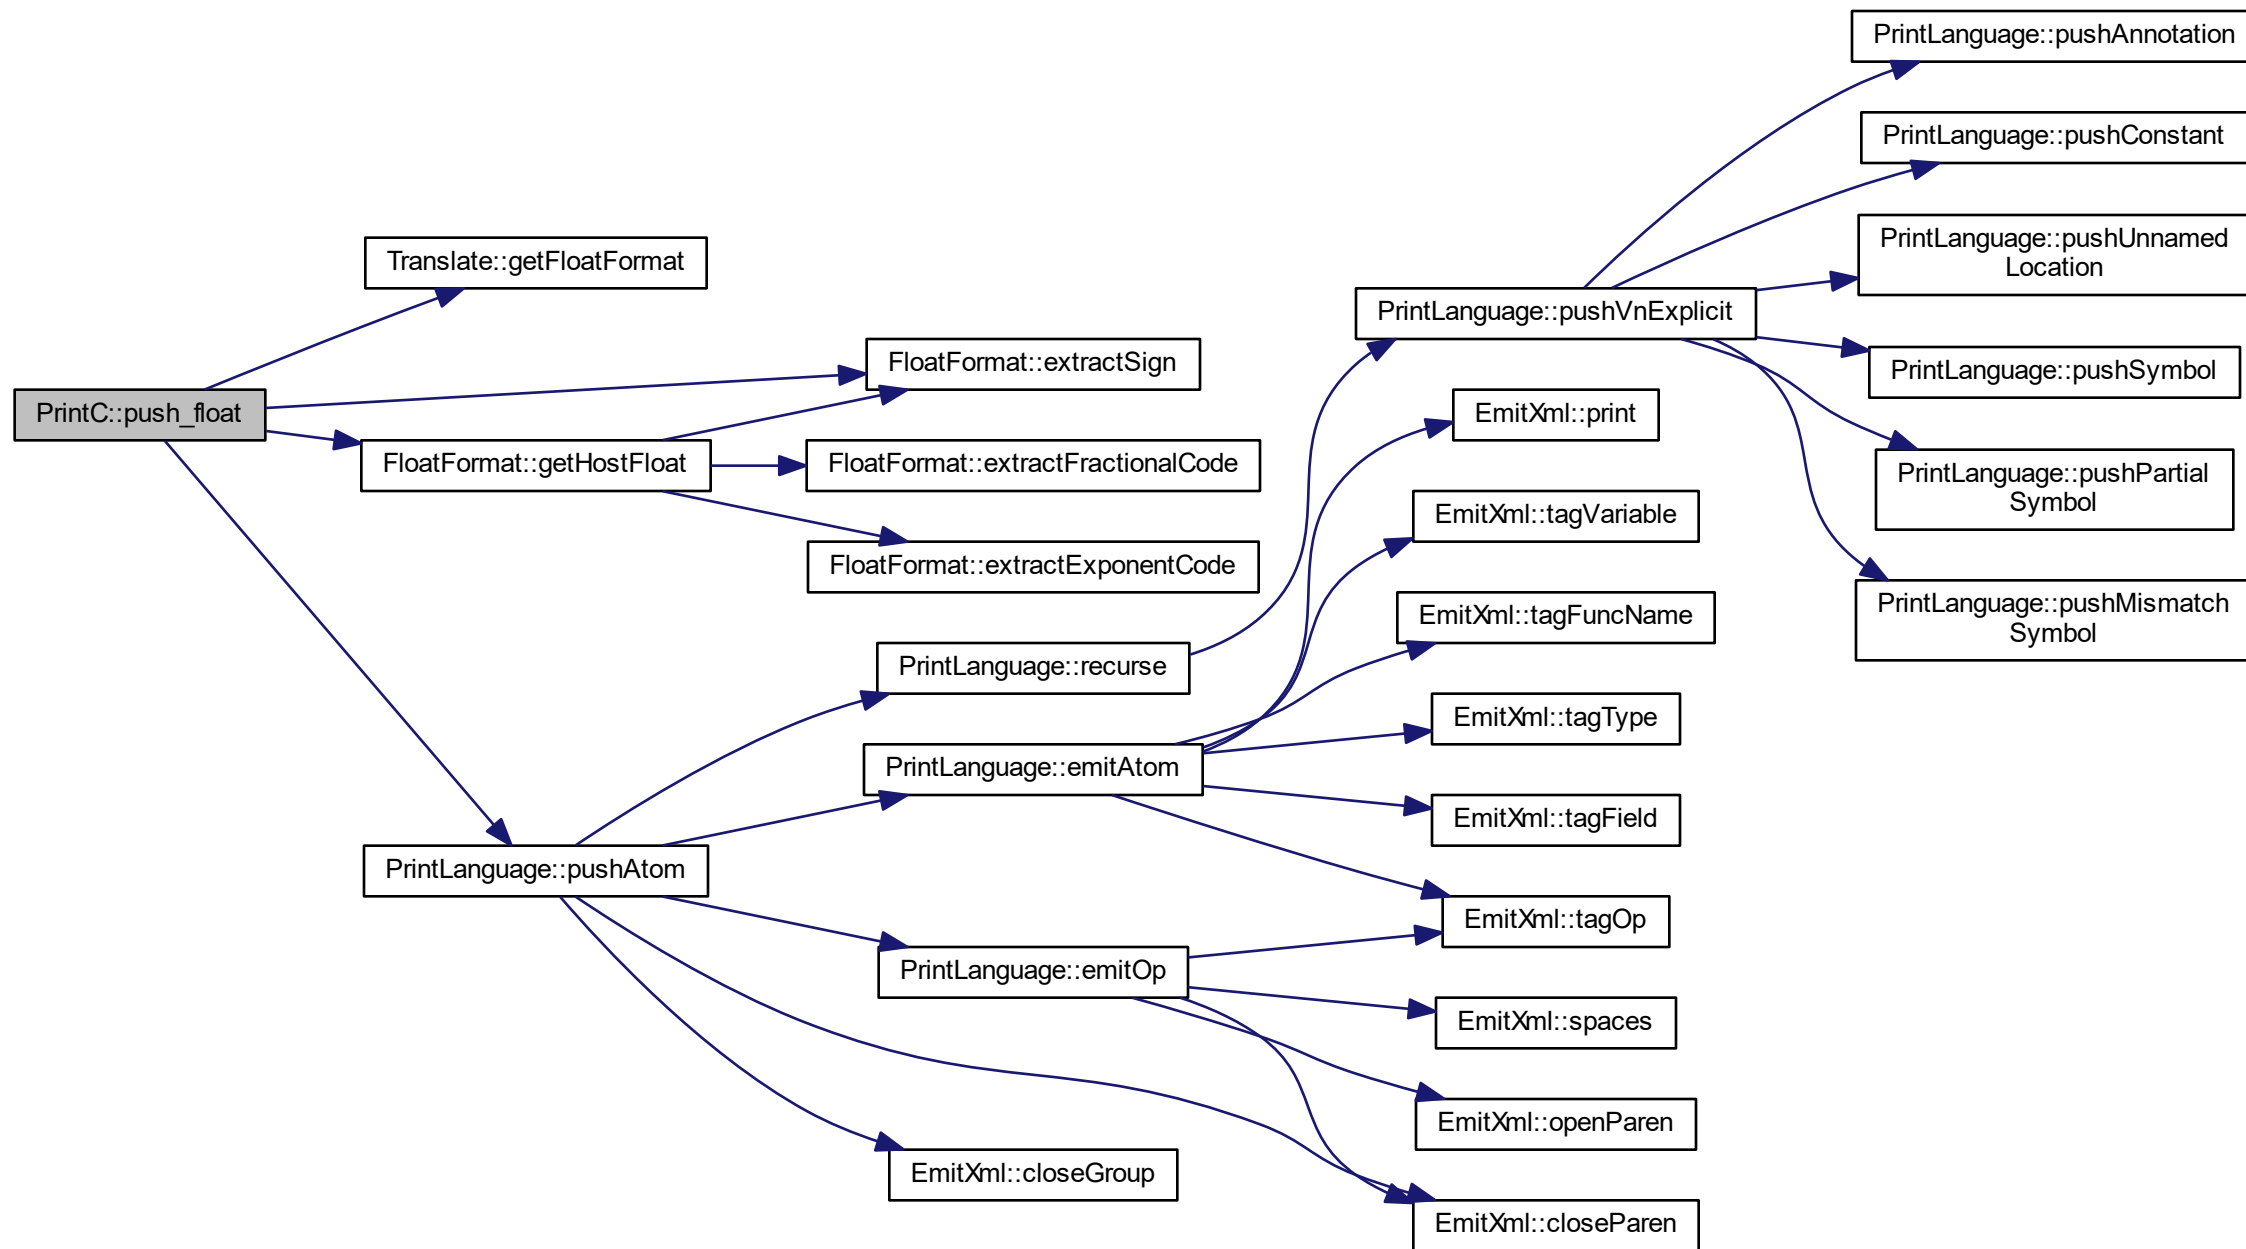 PrintC::push_float
Translate::getFloatFormat
FloatFormat::extractSign
FloatFormat::getHostFloat
FloatFormat::extractFractionalCode
FloatFormat::extractExponentCode
PrintLanguage::pushAtom
PrintLanguage::recurse
PrintLanguage::emitAtom
PrintLanguage::emitOp
EmitXml::closeGroup
PrintLanguage::pushVnExplicit
EmitXml::print
EmitXml::tagVariable
EmitXml::tagFuncName
EmitXml::tagType
EmitXml::tagField
EmitXml::tagOp
EmitXml::spaces
EmitXml::openParen
EmitXml::closeParen
PrintLanguage::pushAnnotation
PrintLanguage::pushConstant
PrintLanguage::pushUnnamed
Location
PrintLanguage::pushSymbol
PrintLanguage::pushPartial
Symbol
PrintLanguage::pushMismatch
Symbol